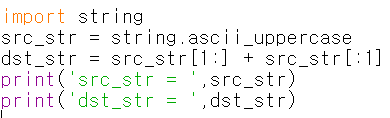 import string
src_str = string.ascii_uppercase
dst_str = src_str[1:] + src_str[:1]
print('src_str = ',src_str)
print('dst_str = ',dst_str)